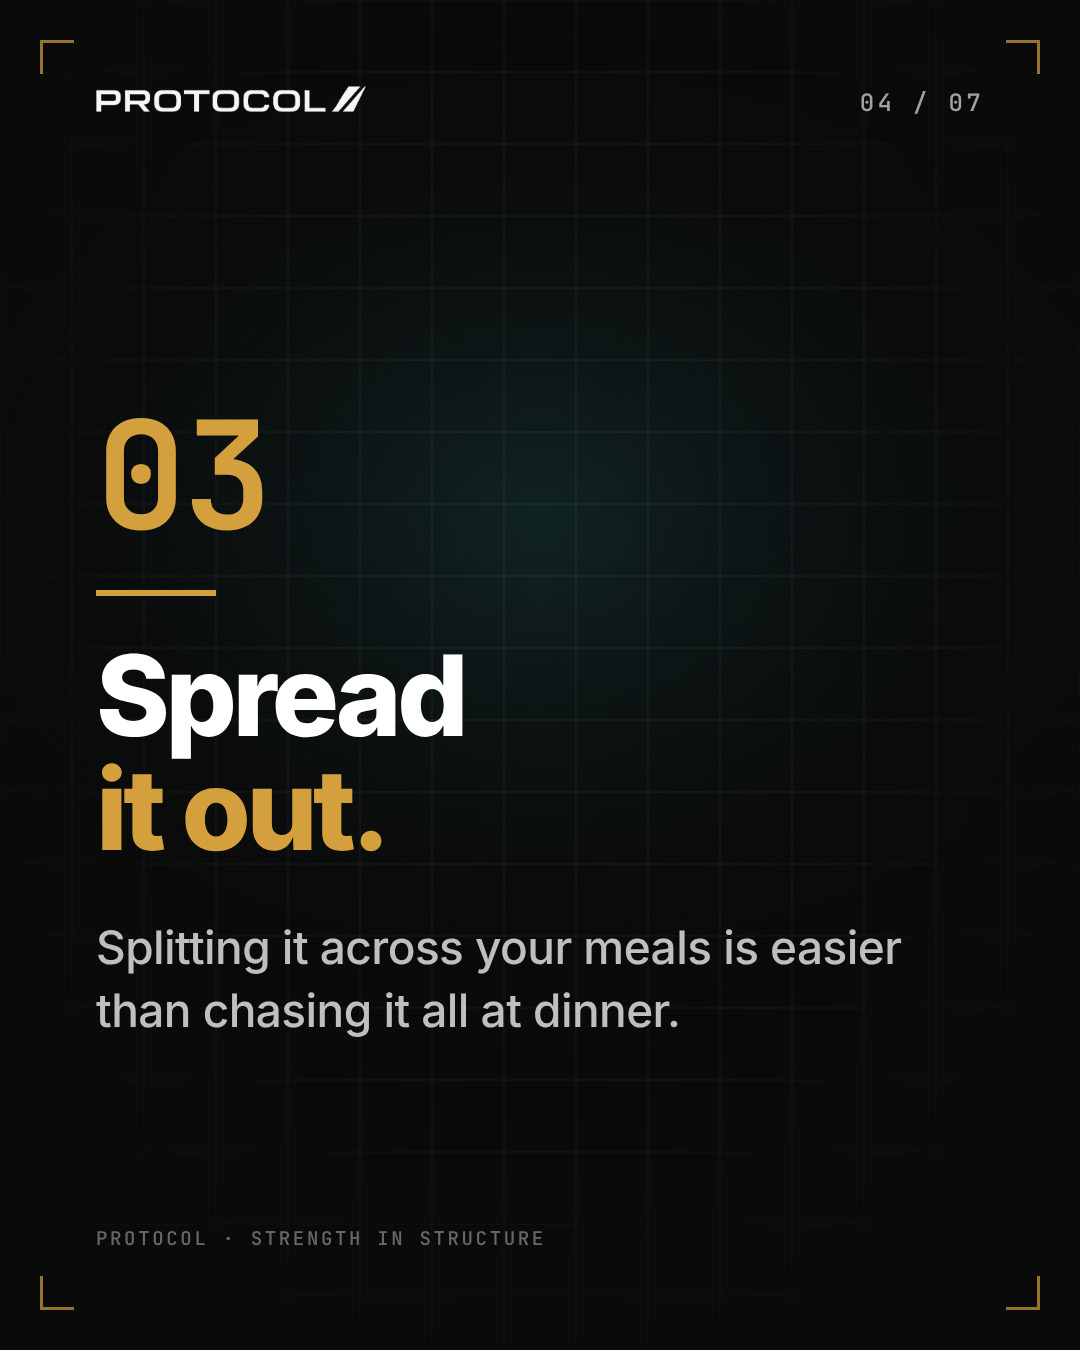 PROTOCOL
04 / 07
03
Spread
it out.
Splitting it across your meals is easier
than chasing it all at dinner.
PROTOCOL · STRENGTH IN STRUCTURE